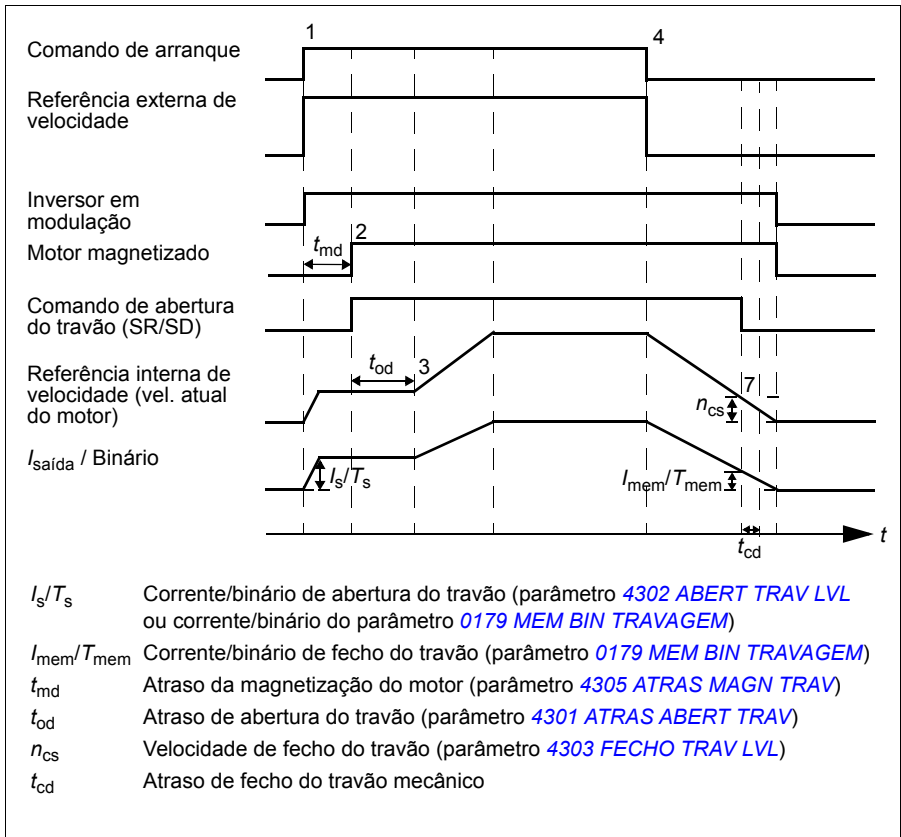 1
4
Comando de arranque
Referência externa de
velocidade
Inversor em
modulação
Motor magnetizado
tmd
2
Comando de abertura
do travão (SR/SD)
tod
3
Referência interna de
velocidade (vel. atual
do motor)
7
ncs
Isaída / Binário
Is/Ts
Imem/Tmem
t
tcd
Is/Ts Corrente/binário de abertura do travão (parâmetro 4302 ABERT TRAV LVL
ou corrente/binário do parâmetro 0179 MEM BIN TRAVAGEM)
Imem/Tmem Corrente/binário de fecho do travão (parâmetro 0179 MEM BIN TRAVAGEM)
tmd Atraso da magnetização do motor (parâmetro 4305 ATRAS MAGN TRAV)
tod Atraso de abertura do travão (parâmetro 4301 ATRAS ABERT TRAV)
ncs Velocidade de fecho do travão (parâmetro 4303 FECHO TRAV LVL)
tcd Atraso de fecho do travão mecânico